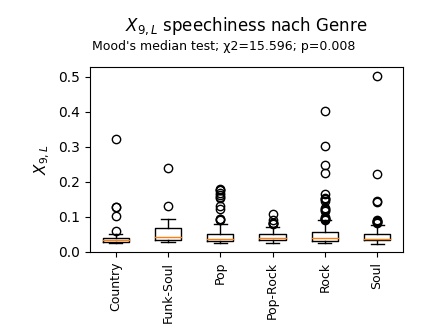 X9,L speechiness nach Genre
Mood's median test; χ2=15.596; p=0.008
X9,L
0.5
0.4
0.3
0.2
0.1
0.0
Country
Funk-Soul
Pop
Pop-Rock
Rock
Soul